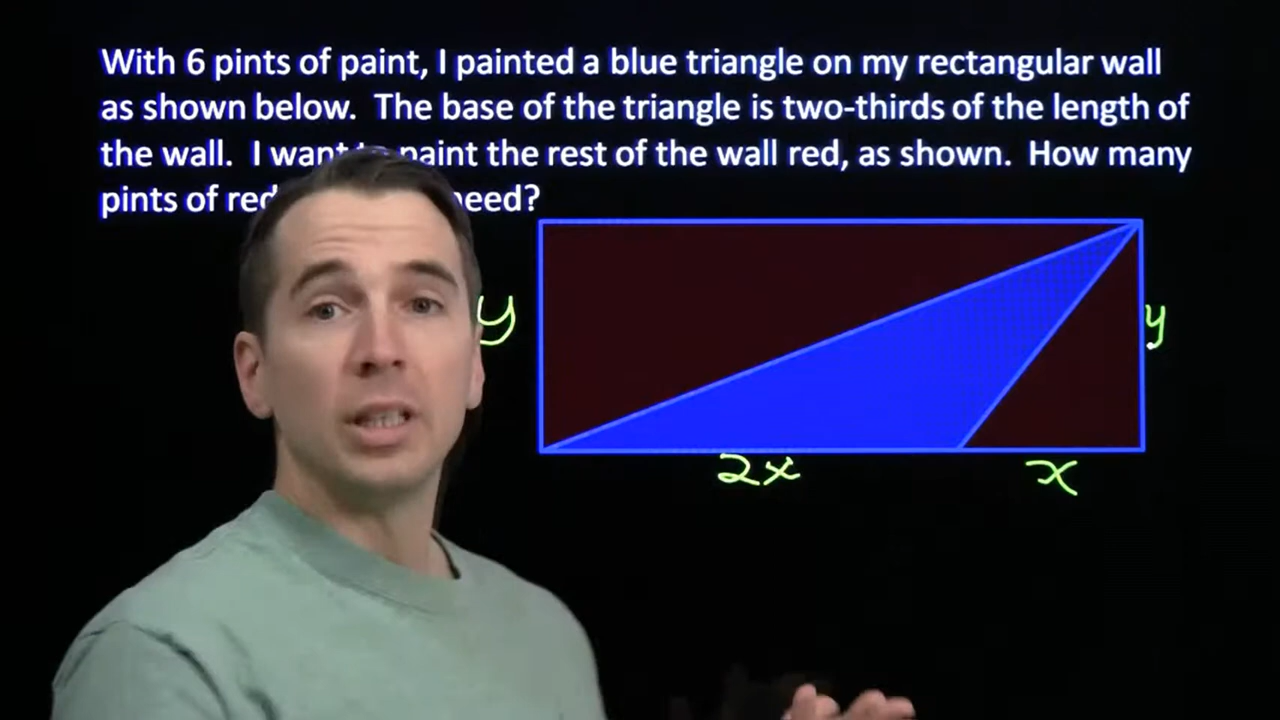 With 6 pints of paint, I painted a blue triangle on my rectangular wall
as shown below. The base of the triangle is two-thirds of the length of
the wall. I want to paint the rest of the wall red, as shown. How many
pints of red need?
y
y
2x
x